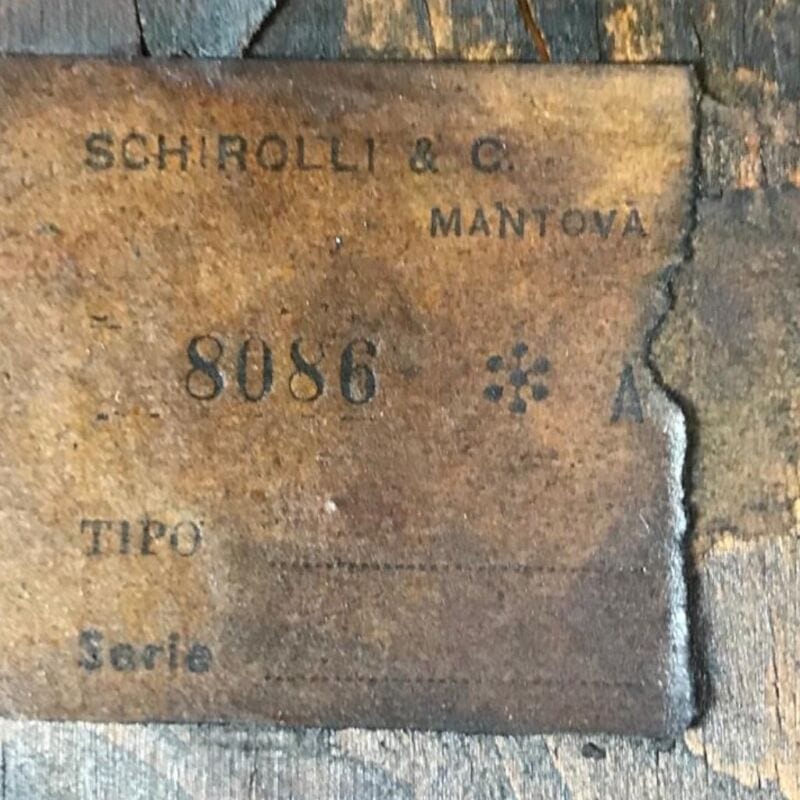 SCHIROLLI & C.
MANTOVA
8086 A
TIPO
Serie